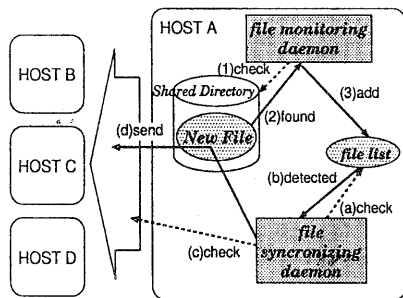 HOST A
file monitoring
daemon
HOST B
(1)check
Shared Directory
(3)add
(2)found
(d)send
New File
HOST C
file list
(b)detected
(a)check
HOST D
(c)check
file
syncronizing
daemon